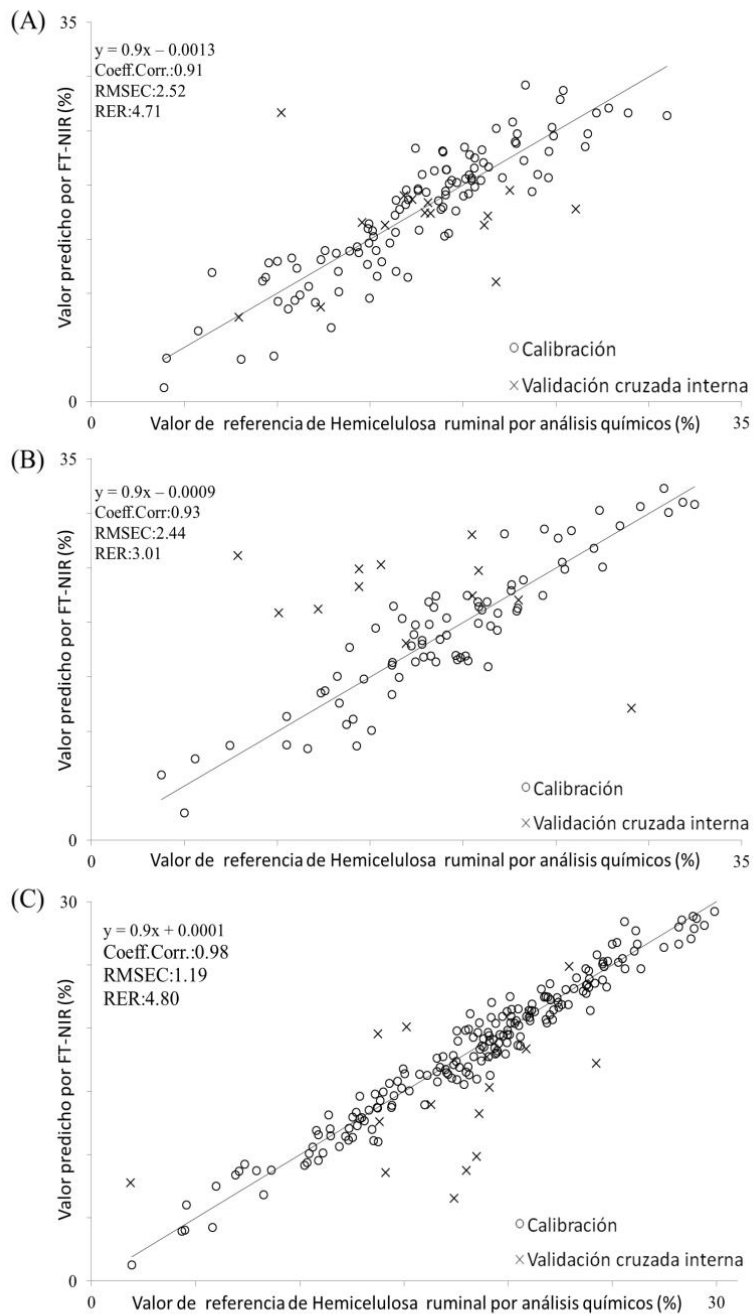 (A)
35
y = 0.9x – 0.0013
Coeff.Corr.:0.91
RMSEC:2.52
RER:4.71
Valor predicho por FT-NIR (%)
Calibración
Validación cruzada interna
0
0
Valor de referencia de Hemicelulosa ruminal por análisis químicos (%)
35
(B)
35
y = 0.9x – 0.0009
Coeff.Corr:0.93
RMSEC:2.44
RER:3.01
Valor predicho por FT-NIR (%)
Calibración
Validación cruzada interna
0
0
Valor de referencia de Hemicelulosa ruminal por análisis químicos (%)
35
(C)
30
y = 0.9x + 0.0001
Coeff.Corr.:0.98
RMSEC:1.19
RER:4.80
Valor predicho por FT-NIR (%)
Calibración
Validación cruzada interna
0
0
Valor de referencia de Hemicelulosa ruminal por análisis químicos (%)
30